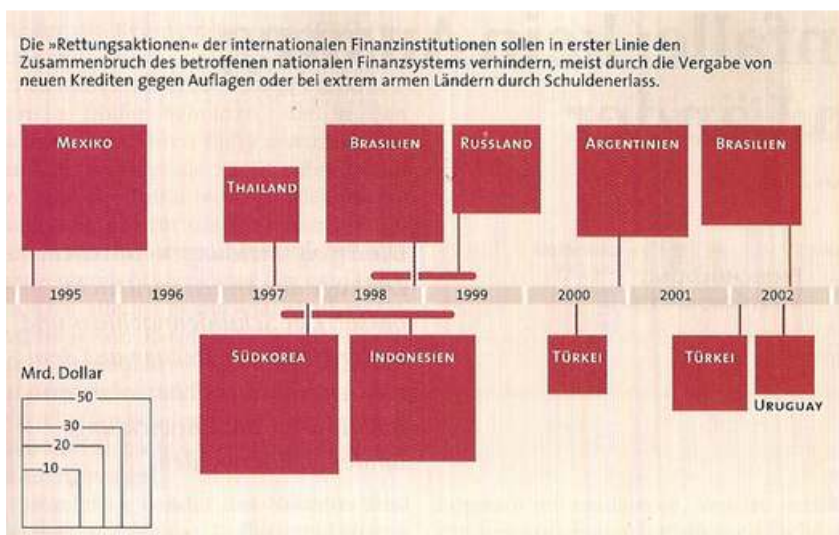 Die »Rettungsaktionen« der internationalen Finanzinstitutionen sollen in erster Linie den
Zusammenbruch des betroffenen nationalen Finanzsystems verhindern, meist durch die Vergabe von
neuen Krediten gegen Auflagen oder bei extrem armen Ländern durch Schuldenerlass.
MEXIKO
THAILAND
BRASILIEN
RUSSLAND
ARGENTINIEN
BRASILIEN
1995 1996 1997 1998 1999 2000 2001 2002
SÜDKOREA
INDONESIEN
TÜRKEI
TÜRKEI
URUGUAY
Mrd. Dollar
50
30
20
10